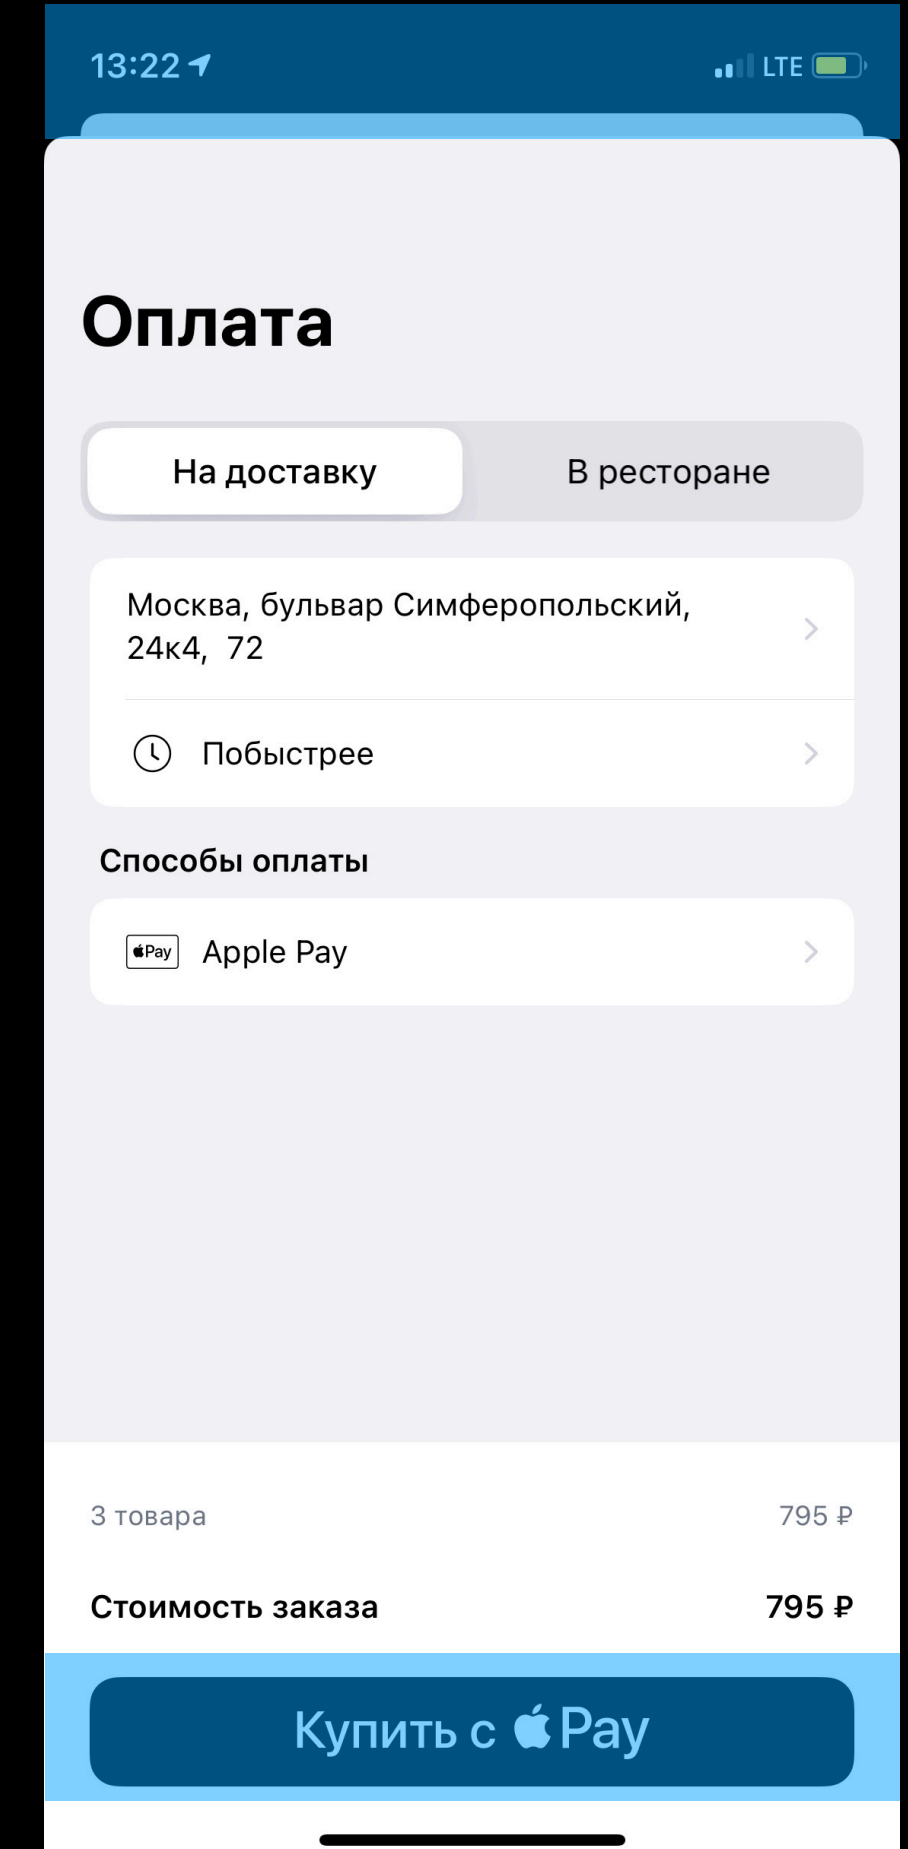 13:22 LTE
Оплата
На доставку В ресторане
Москва, бульвар Симферопольский,
24к4, 72
Побыстрее
Способы оплаты
Pay Apple Pay
3 товара 795 ₽
Стоимость заказа 795 ₽
Купить с Pay